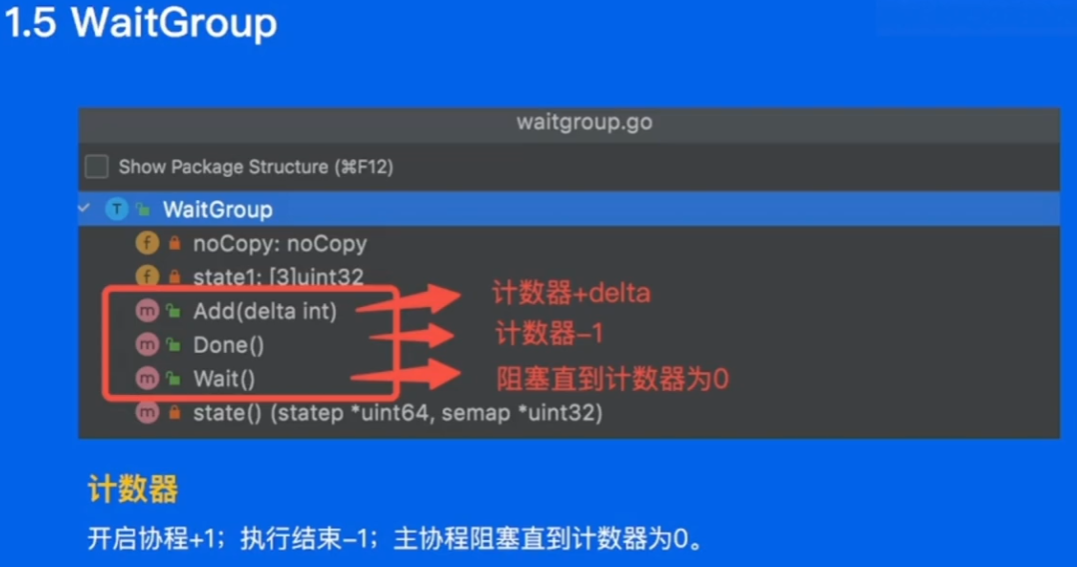 1.5 WaitGroup
waitgroup.go
Show Package Structure (⌘F12)
T WaitGroup
f noCopy: noCopy
f state1: [3]uint32
m Add(delta int) 计数器+delta
m Done() 计数器-1
m Wait() 阻塞直到计数器为0
m state() (statep *uint64, semap *uint32)
计数器
开启协程+1；执行结束-1；主协程阻塞直到计数器为0。